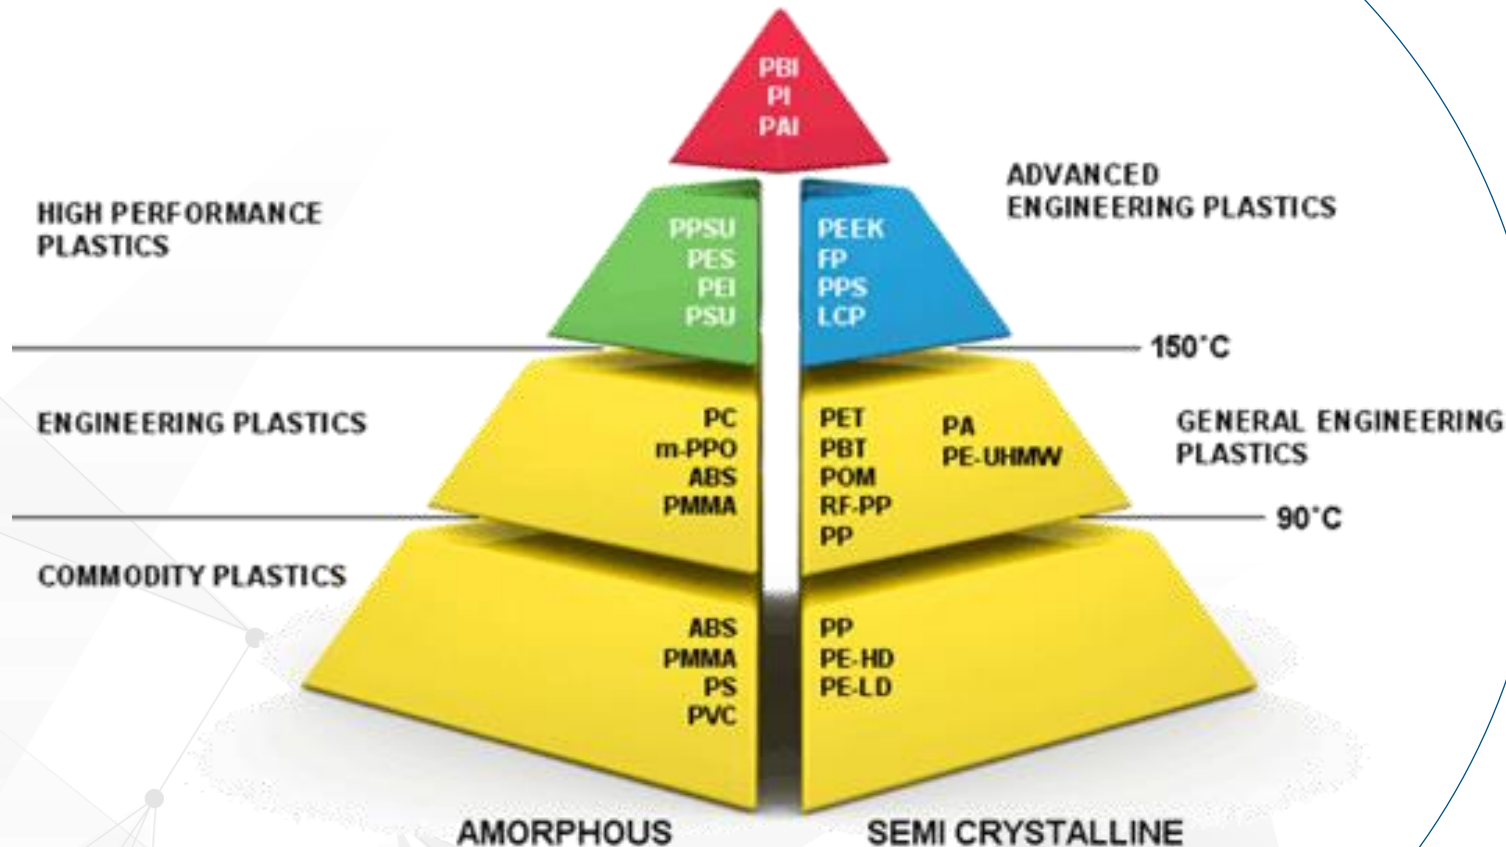 PBI
PI
PAI
ADVANCED
ENGINEERING PLASTICS
HIGH PERFORMANCE
PLASTICS
PPSU
PES
PEI
PSU
PEEK
FP
PPS
LCP
150°C
ENGINEERING PLASTICS
PC
m-PPO
ABS
PMMA
PET
PBT
POM
RF-PP
PP
PA
PE-UHMW
GENERAL ENGINEERING
PLASTICS
90°C
COMMODITY PLASTICS
ABS
PMMA
PS
PVC
PP
PE-HD
PE-LD
AMORPHOUS
SEMI CRYSTALLINE